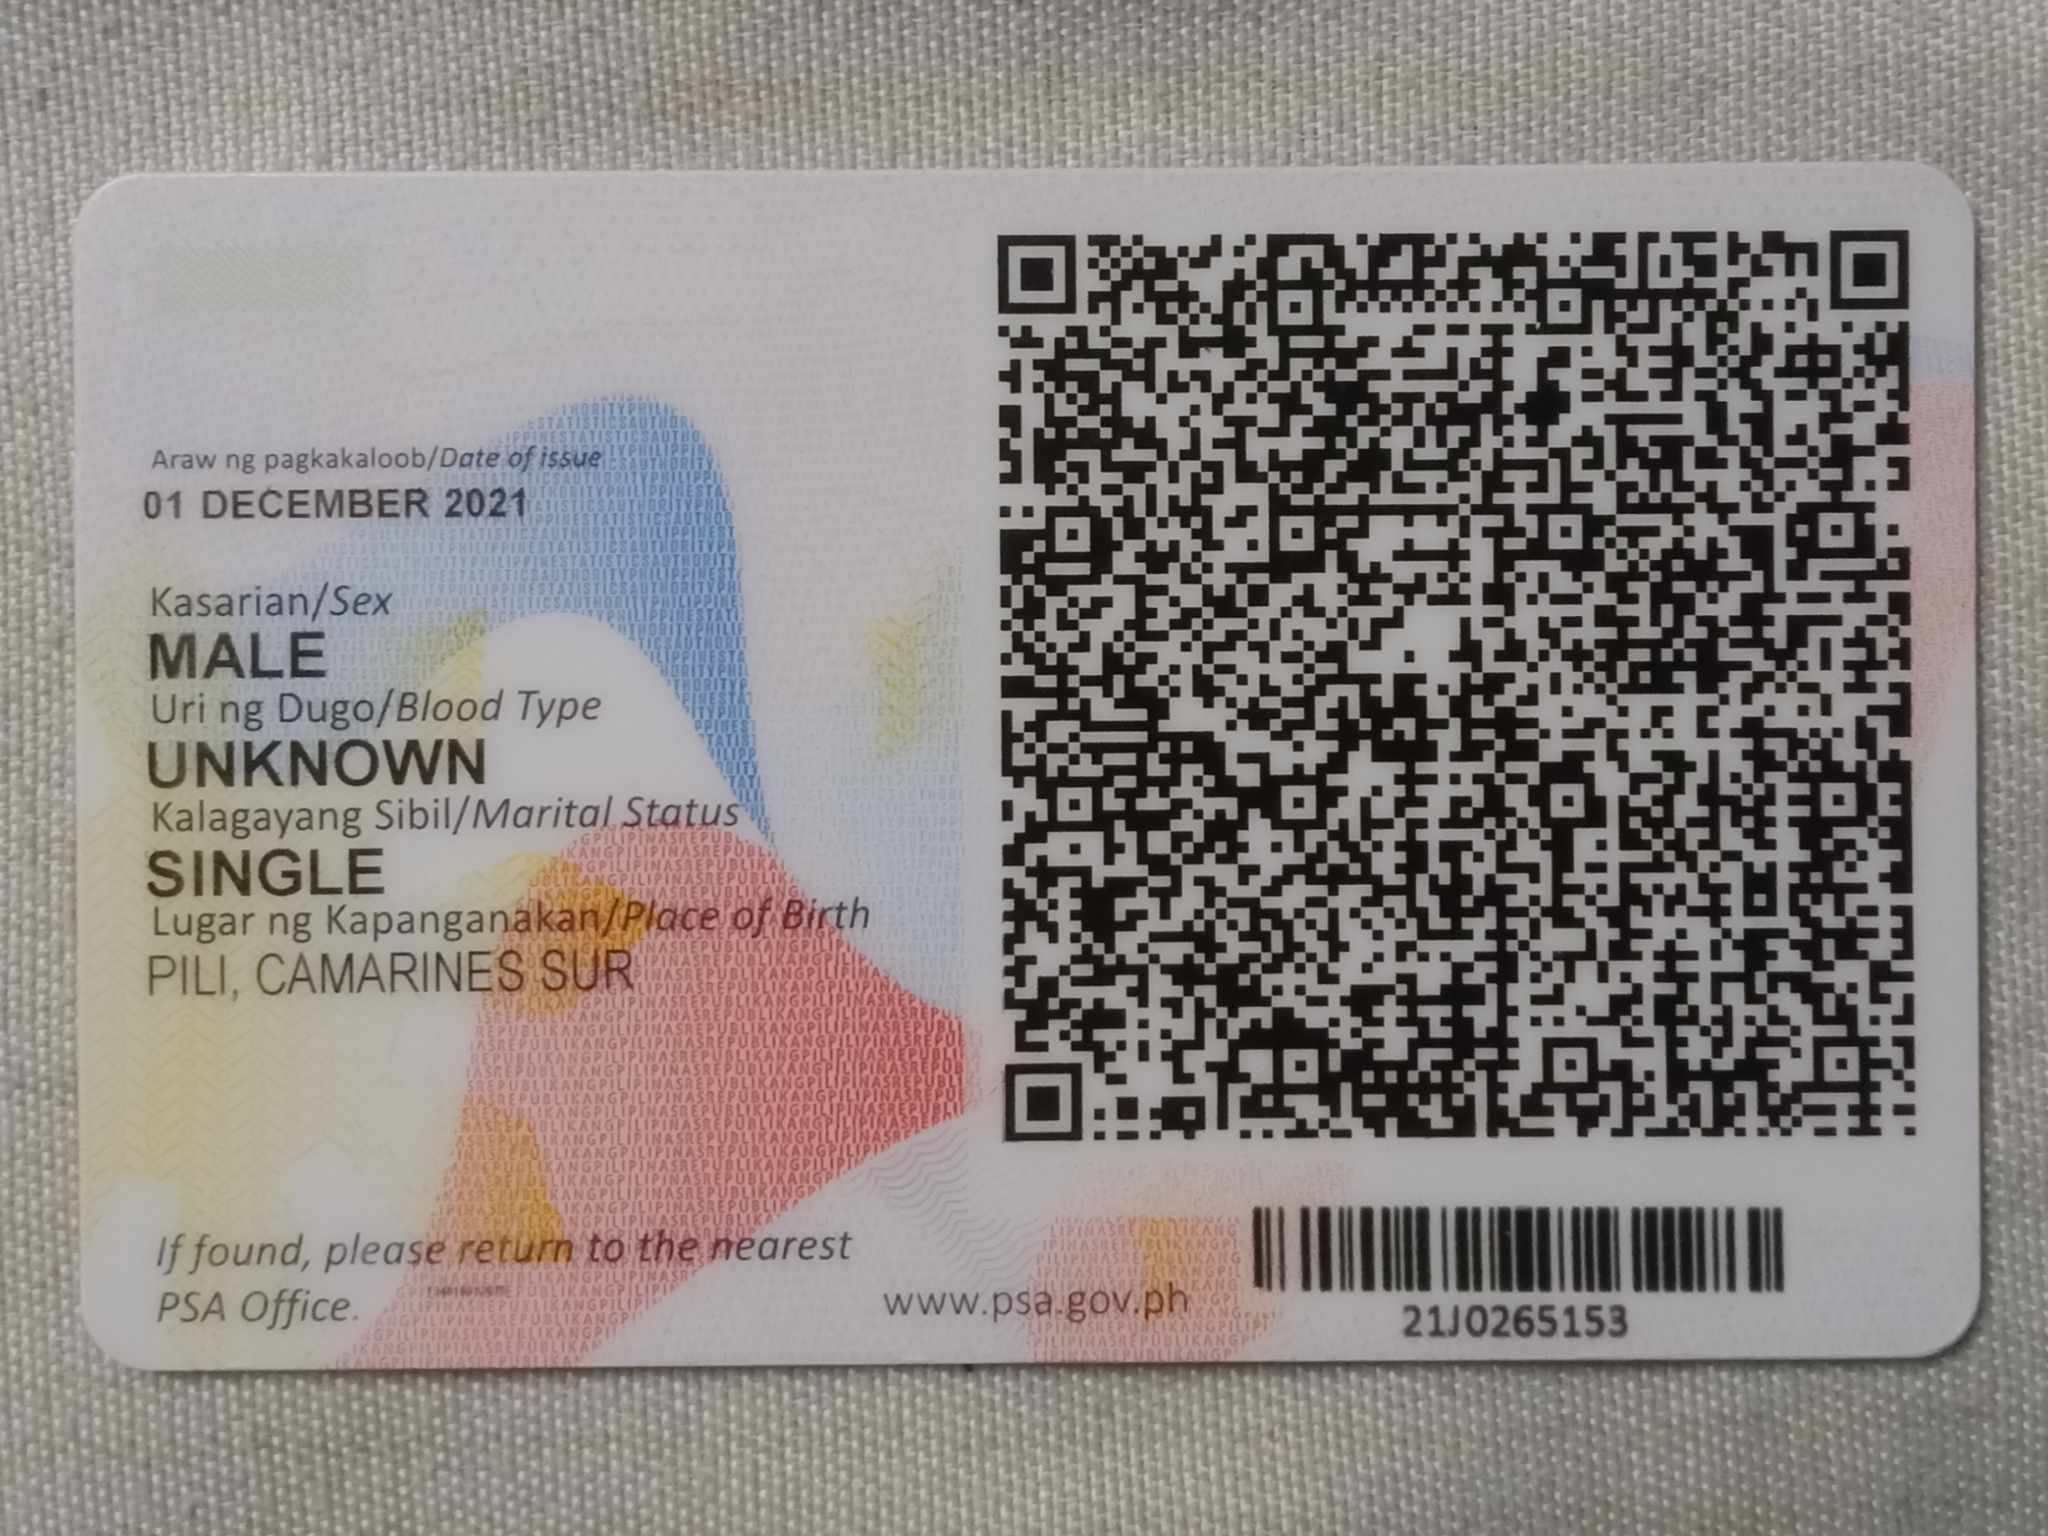 Araw ng pagkakaloob/Date of issue
01 DECEMBER 2021
Kasarian/Sex
MALE
Uri ng Dugo/Blood Type
UNKNOWN
Kalagayang Sibil/Marital Status
SINGLE
Lugar ng Kapanganakan/Place of Birth
PILI, CAMARINES SUR
If found, please return to the nearest
PSA Office.
www.psa.gov.ph
21J0265153